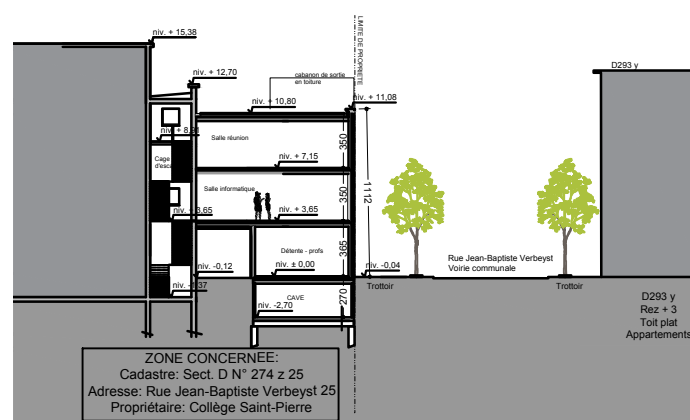 niv. + 15,38
LIMITE DE PROPRIETE
D293 y
niv. + 12,70
cabanon de sortie
en toiture
niv. + 11,08
niv. + 10,80
niv. + 8,91
Salle réunion
350
Cage
d'esca
niv. + 7,15
Salle informatique
350
1112
+ 3,65
niv. + 3,65
Détente - profs
365
Rue Jean-Baptiste Verbeyst
Voirie communale
niv. -0,12
niv. ± 0,00
niv. -0,04
Trottoir
Trottoir
niv. -1,37
CAVE
270
niv. -2,70
D293 y
Rez + 3
Toit plat
Appartements
ZONE CONCERNEE:
Cadastre: Sect. D N° 274 z 25
Adresse: Rue Jean-Baptiste Verbeyst 25
Propriétaire: Collège Saint-Pierre